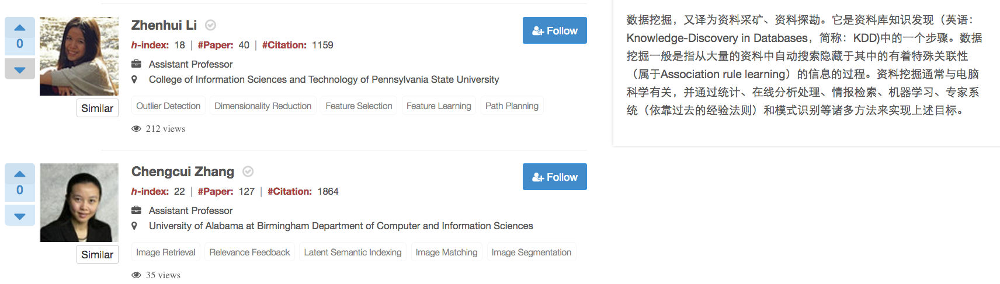 Zhenhui Li
h-index: 18 | #Paper: 40 | #Citation: 1159
Follow
0
Assistant Professor
College of Information Sciences and Technology of Pennsylvania State University
Similar
Outlier Detection Dimensionality Reduction Feature Selection Feature Learning Path Planning
212 views
Chengcui Zhang
h-index: 22 | #Paper: 127 | #Citation: 1864
Follow
0
Assistant Professor
University of Alabama at Birmingham Department of Computer and Information Sciences
Similar
Image Retrieval Relevance Feedback Latent Semantic Indexing Image Matching Image Segmentation
35 views
数据挖掘，又译为资料采矿、资料探勘。它是资料库知识发现（英语：
Knowledge-Discovery in Databases，简称：KDD)中的一个步骤。数据
挖掘一般是指从大量的资料中自动搜索隐藏于其中的有着特殊关联性
（属于Association rule learning）的信息的过程。资料挖掘通常与电脑
科学有关，并通过统计、在线分析处理、情报检索、机器学习、专家系
统（依靠过去的经验法则）和模式识别等诸多方法来实现上述目标。